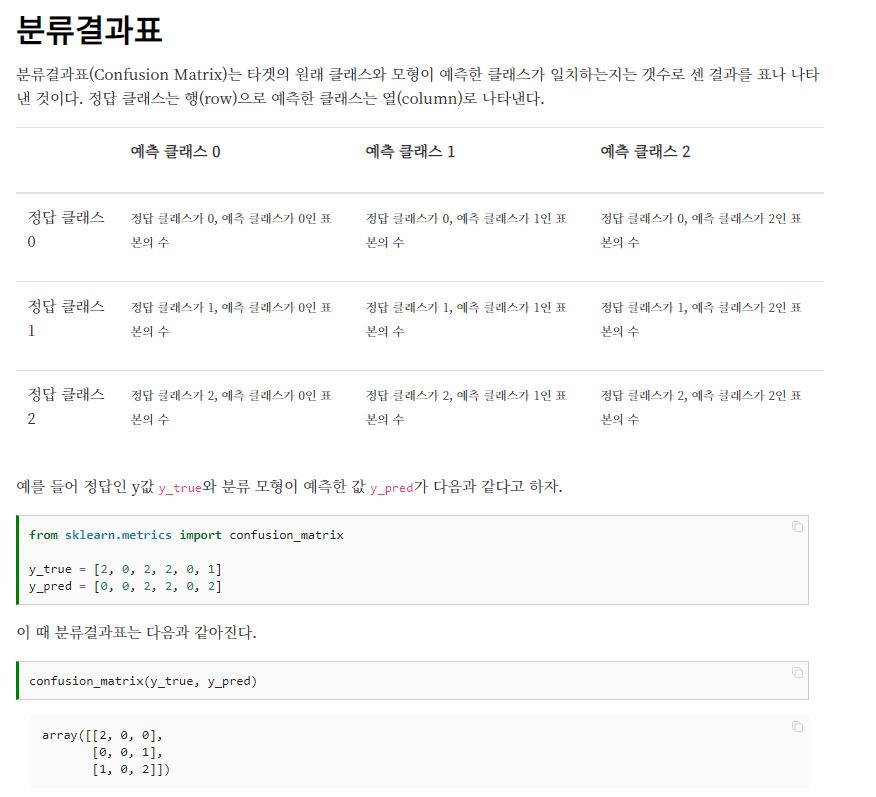 분류결과표
분류결과표(Confusion Matrix)는 타겟의 원래 클래스와 모형이 예측한 클래스가 일치하는지는 갯수로 센 결과를 표나 나타
낸 것이다. 정답 클래스는 행(row)으로 예측한 클래스는 열(column)로 나타낸다.
예측 클래스 0 예측 클래스 1 예측 클래스 2
정답 클래스 정답 클래스가 0, 예측 클래스가 0인 표 정답 클래스가 0, 예측 클래스가 1인 표 정답 클래스가 0, 예측 클래스가 2인 표
0 본의 수 본의 수 본의 수
정답 클래스 정답 클래스가 1, 예측 클래스가 0인 표 정답 클래스가 1, 예측 클래스가 1인 표 정답 클래스가 1, 예측 클래스가 2인 표
1 본의 수 본의 수 본의 수
정답 클래스 정답 클래스가 2, 예측 클래스가 0인 표 정답 클래스가 2, 예측 클래스가 1인 표 정답 클래스가 2, 예측 클래스가 2인 표
2 본의 수 본의 수 본의 수
예를 들어 정답인 y값 y_true와 분류 모형이 예측한 값 y_pred가 다음과 같다고 하자.
from sklearn.metrics import confusion_matrix
y_true = [2, 0, 2, 2, 0, 1]
y_pred = [0, 0, 2, 2, 0, 2]
이 때 분류결과표는 다음과 같아진다.
confusion_matrix(y_true, y_pred)
array([[2, 0, 0],
[0, 0, 1],
[1, 0, 2]])